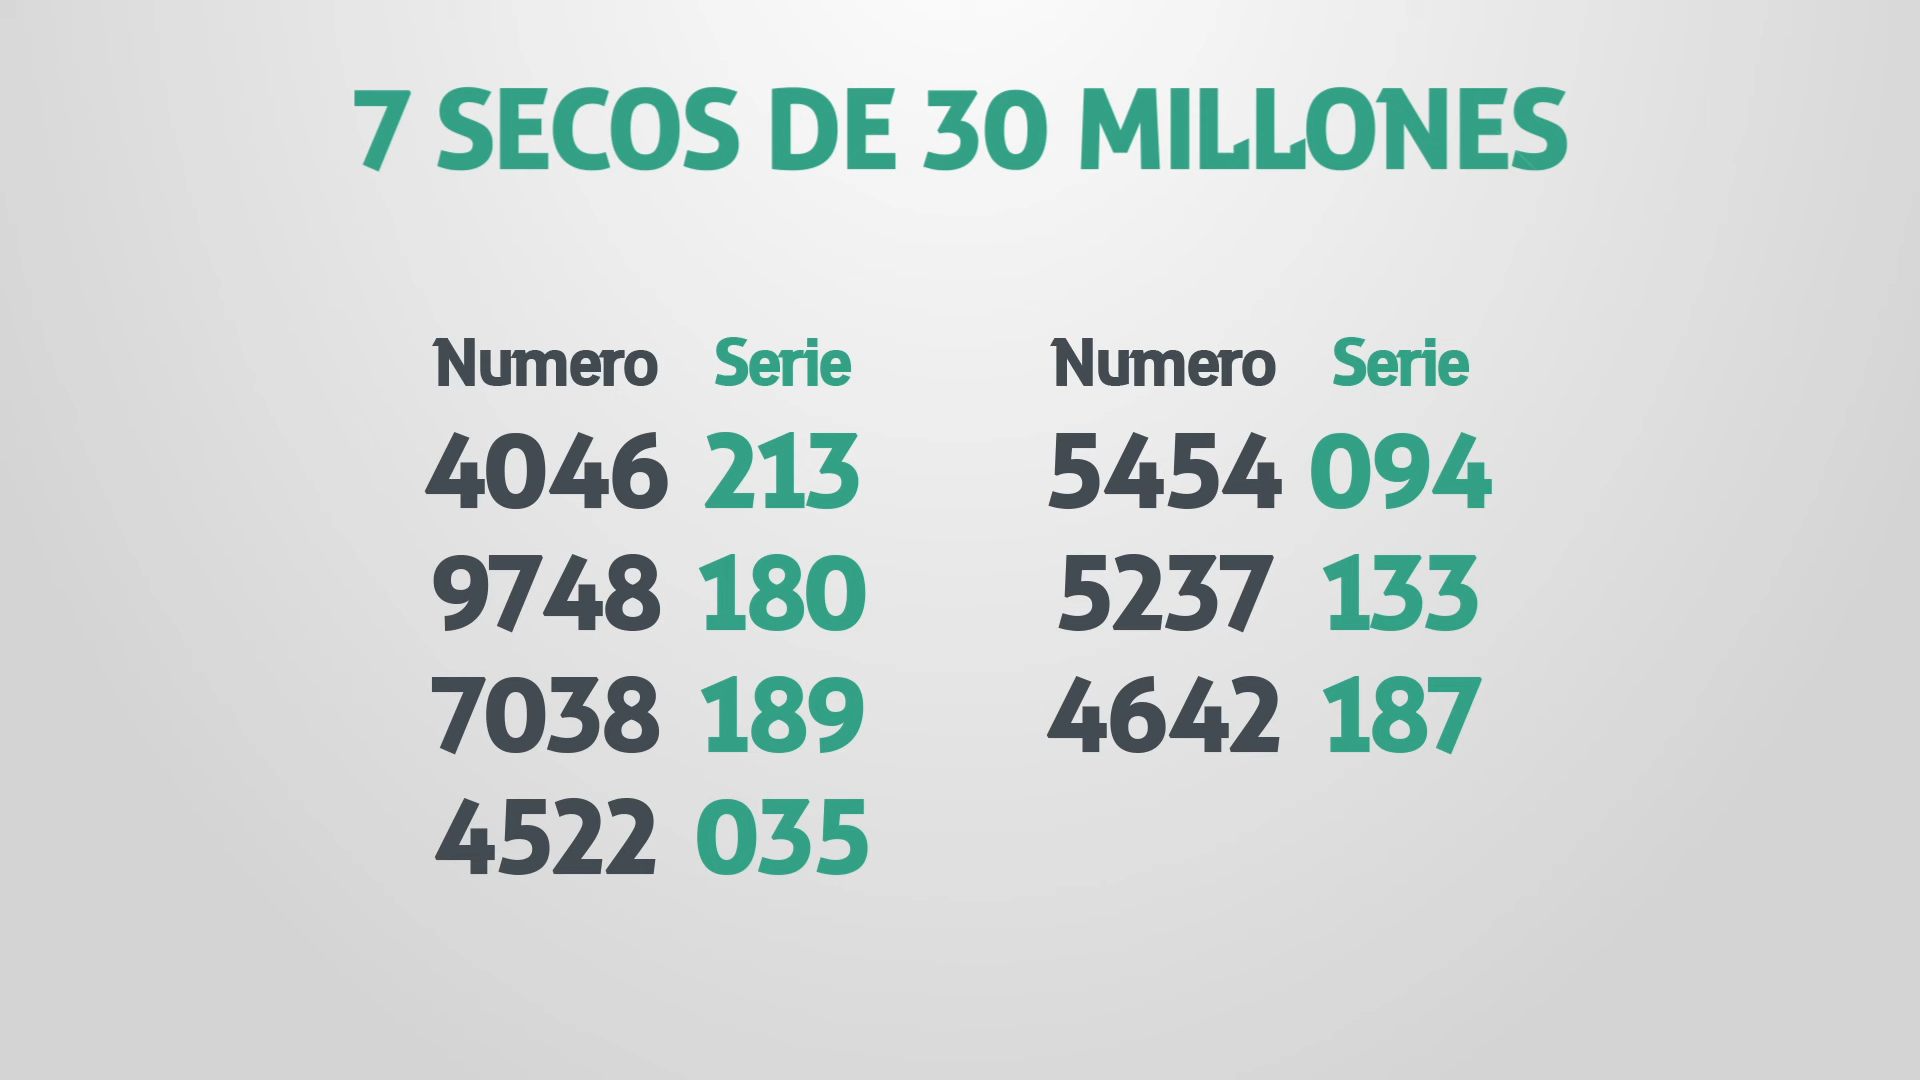 7 SECOS DE 30 MILLONES
Numero Serie
4046 213
9748 180
7038 189
4522 035
Numero Serie
5454 094
5237 133
4642 187